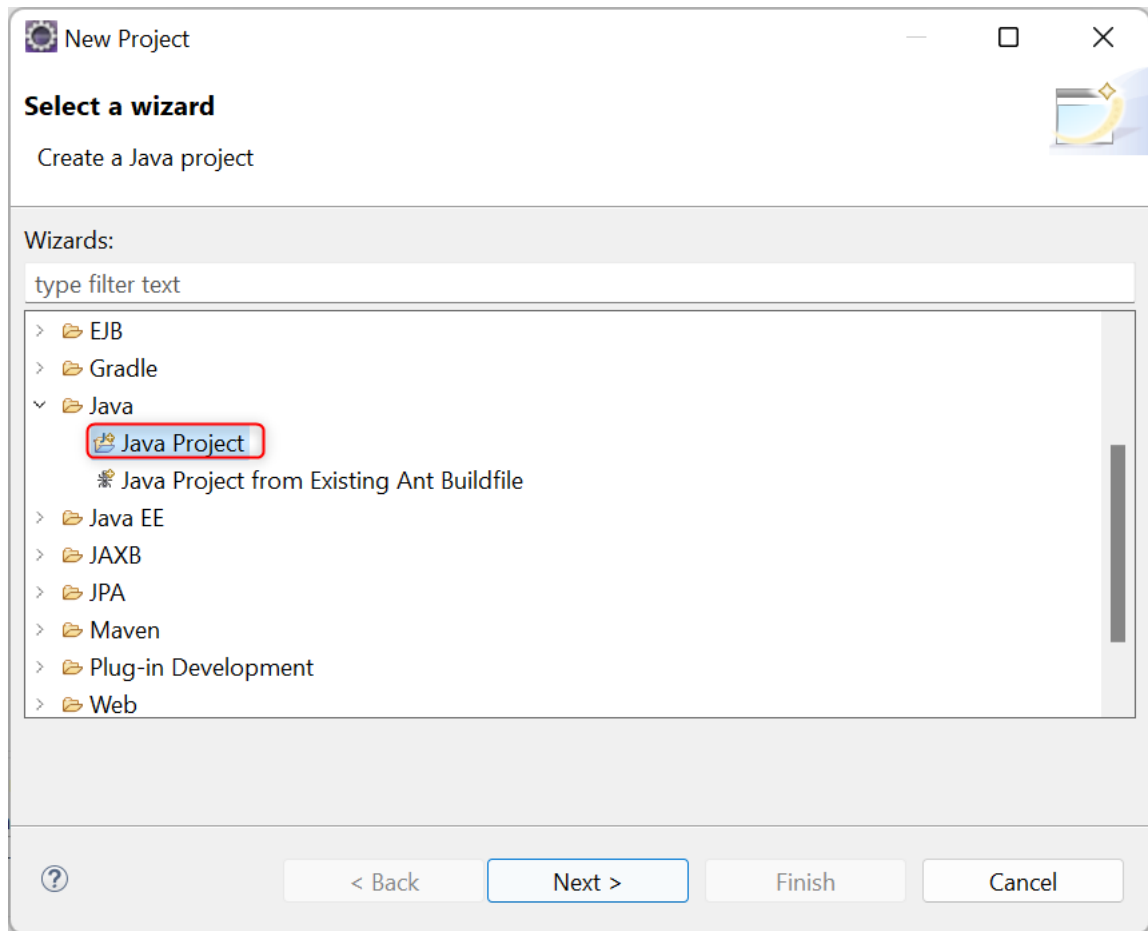 New Project
Select a wizard
Create a Java project
Wizards:
type filter text
EJB
Gradle
Java
Java Project
Java Project from Existing Ant Buildfile
Java EE
JAXB
JPA
Maven
Plug-in Development
Web
? < Back Next > Finish Cancel